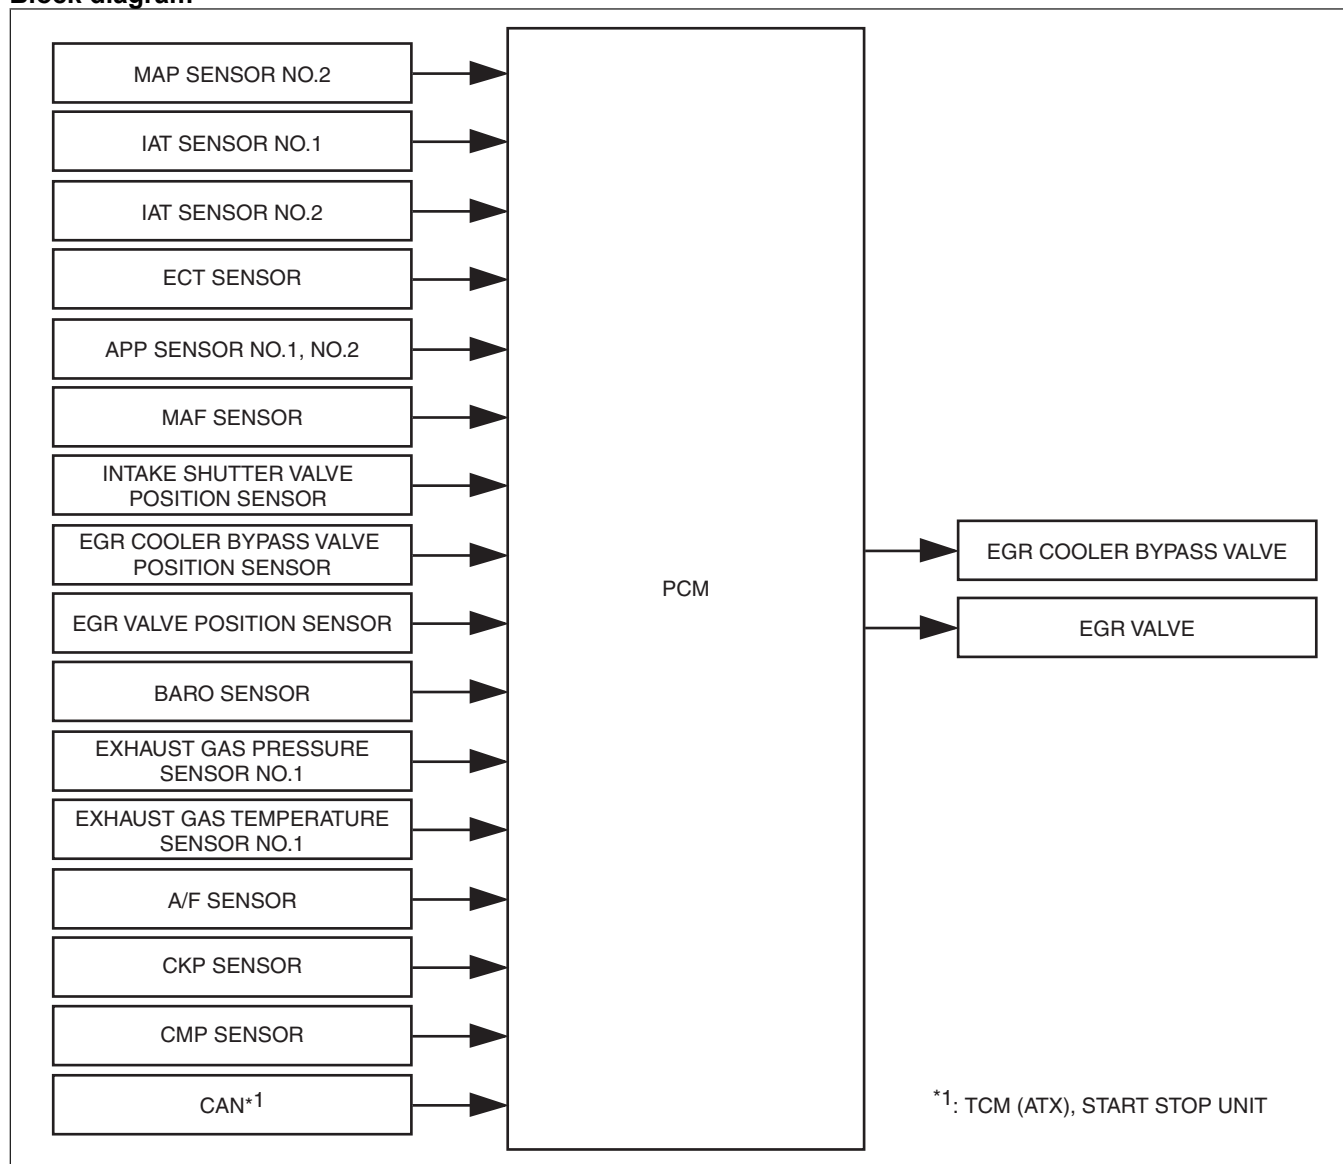 Block diagram
MAP SENSOR NO.2
IAT SENSOR NO.1
IAT SENSOR NO.2
ECT SENSOR
APP SENSOR NO.1, NO.2
MAF SENSOR
INTAKE SHUTTER VALVE
POSITION SENSOR
EGR COOLER BYPASS VALVE
POSITION SENSOR
EGR VALVE POSITION SENSOR
BARO SENSOR
EXHAUST GAS PRESSURE
SENSOR NO.1
EXHAUST GAS TEMPERATURE
SENSOR NO.1
A/F SENSOR
CKP SENSOR
CMP SENSOR
CAN*1
PCM
EGR COOLER BYPASS VALVE
EGR VALVE
*1: TCM (ATX), START STOP UNIT